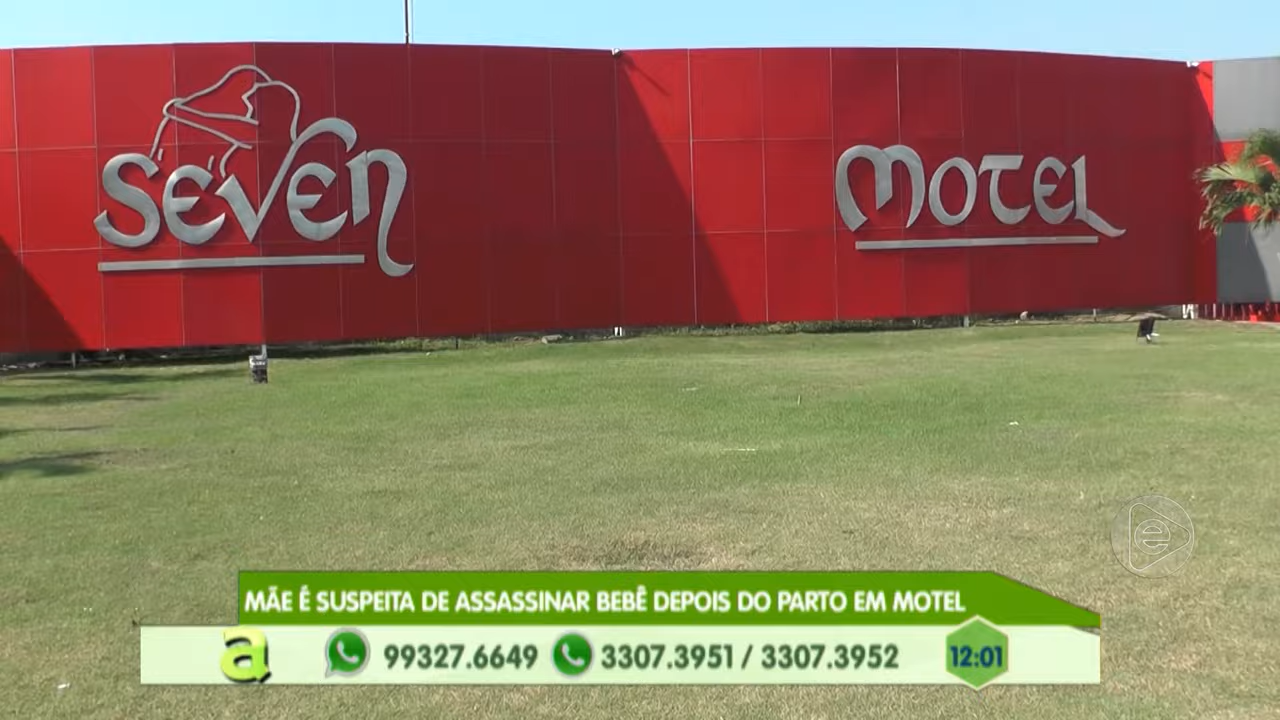 SEVEN
MOTEL
e
MÃE É SUSPEITA DE ASSASSINAR BEBÊ DEPOIS DO PARTO EM MOTEL
a 99327.6649 3307.3951 / 3307.3952 12:01